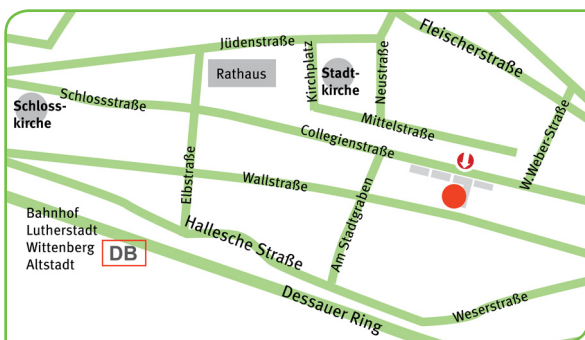 Jüdenstraße
Fleischerstraße
Rathaus
Kirchplatz
Stadt-
kirche
Neustraße
Schloss-
kirche
Schlossstraße
Mittelstraße
Collegienstraße
W.Weber-Straße
Elbstraße
Wallstraße
Am Stadtgraben
Bahnhof
Lutherstadt
Wittenberg
Altstadt
DB
Hallesche Straße
Dessauer Ring
Weserstraße